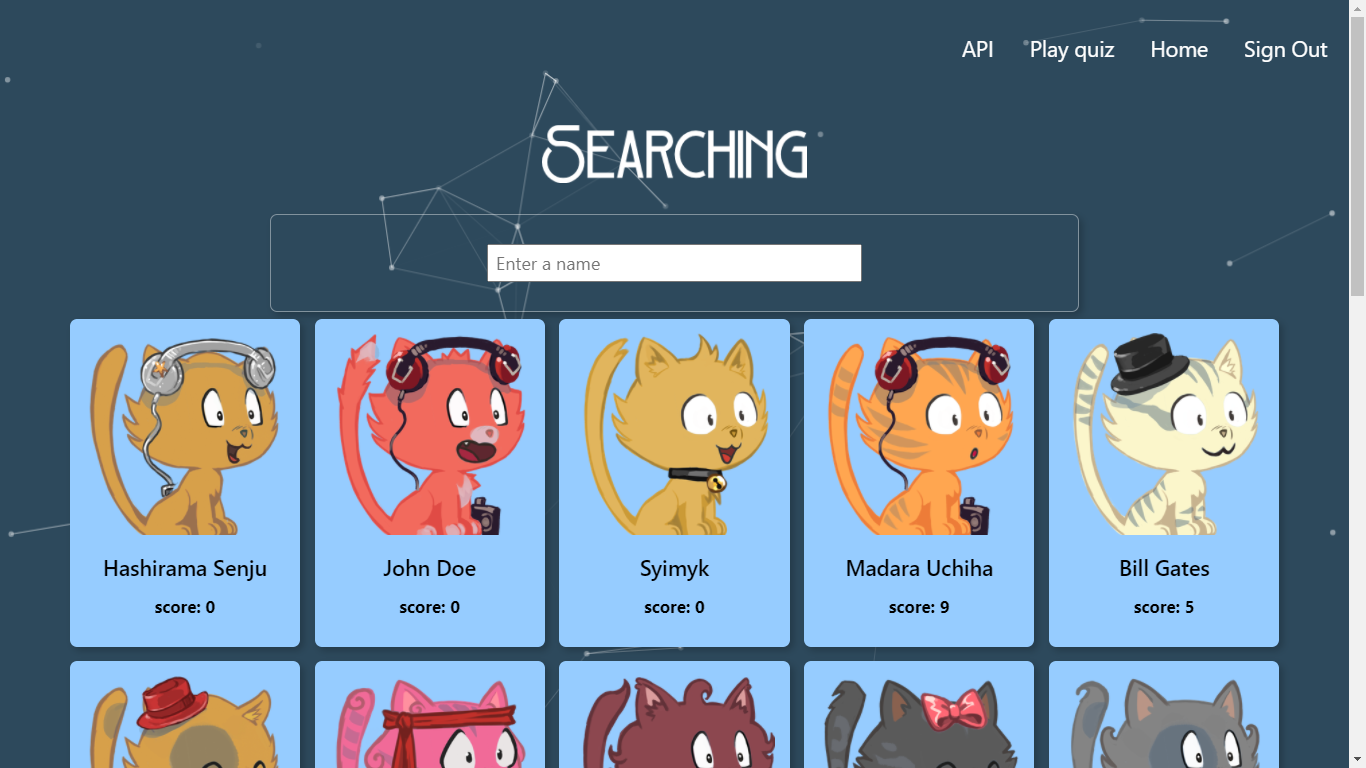 API Play quiz Home Sign Out
SEARCHING
Enter a name
Hashirama Senju John Doe Syimyk Madara Uchiha Bill Gates
score: 0 score: 0 score: 0 score: 9 score: 5